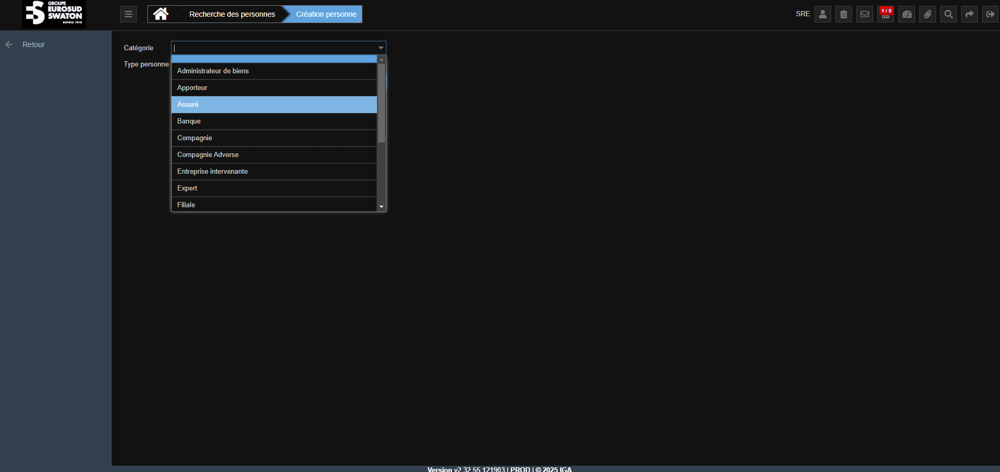 GROUPE
EUROSUD
SWATON
DEPUIS 1918
Recherche des personnes
Création personne
SRE
1 / 0
Retour
Catégorie
Type personne
Administrateur de biens
Apporteur
Assuré
Banque
Compagnie
Compagnie Adverse
Entreprise intervenante
Expert
Filiale
Version v2.32.55.121903 | PROD | © 2025 IGA